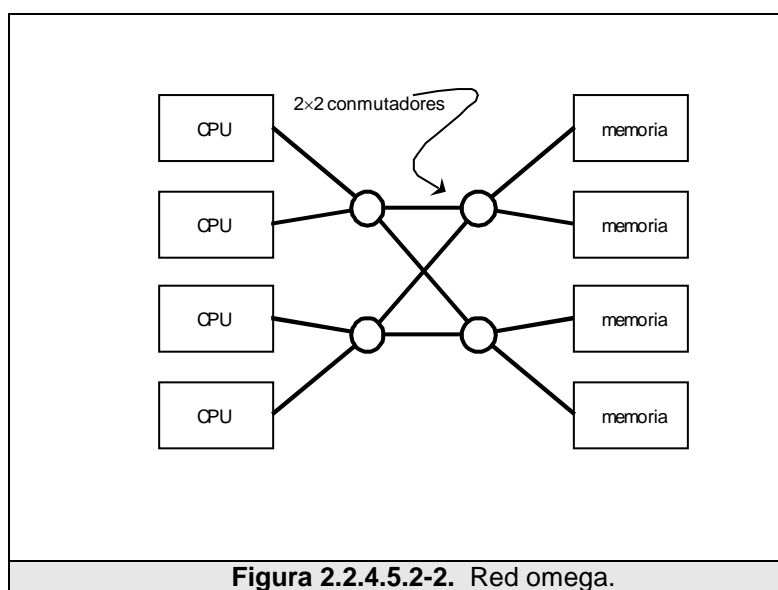 2×2 conmutadores
CPU
memoria
CPU
memoria
CPU
memoria
CPU
memoria
Figura 2.2.4.5.2-2. Red omega.